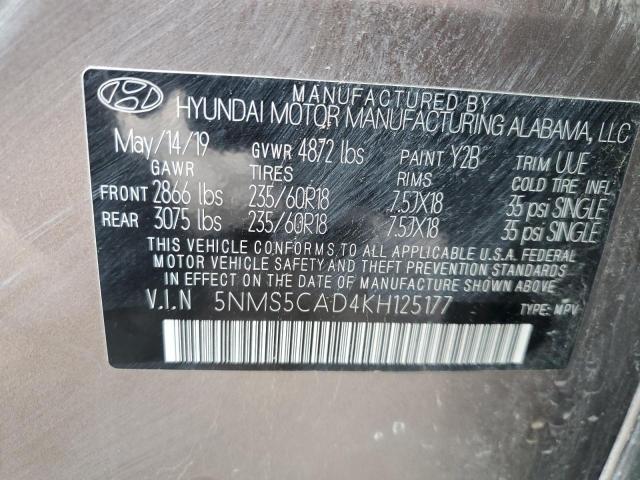 MANUFACTURED BY
HYUNDAI MOTOR MANUFACTURING ALABAMA, LLC
May/14/19 GVWR 4872 lbs PAINT Y2B TRIM UUE
GAWR TIRES RIMS COLD TIRE INFL
FRONT 2866 lbs 235/60R18 7.5JX18 35 psi SINGLE
REAR 3075 lbs 235/60R18 7.5JX18 35 psi SINGLE
THIS VEHICLE CONFORMS TO ALL APPLICABLE U.S.A. FEDERAL
MOTOR VEHICLE SAFETY AND THEFT PREVENTION STANDARDS
IN EFFECT ON THE DATE OF MANUFACTURE SHOWN ABOVE.
V.I.N 5NMS5CAD4KH125177 TYPE: MPV